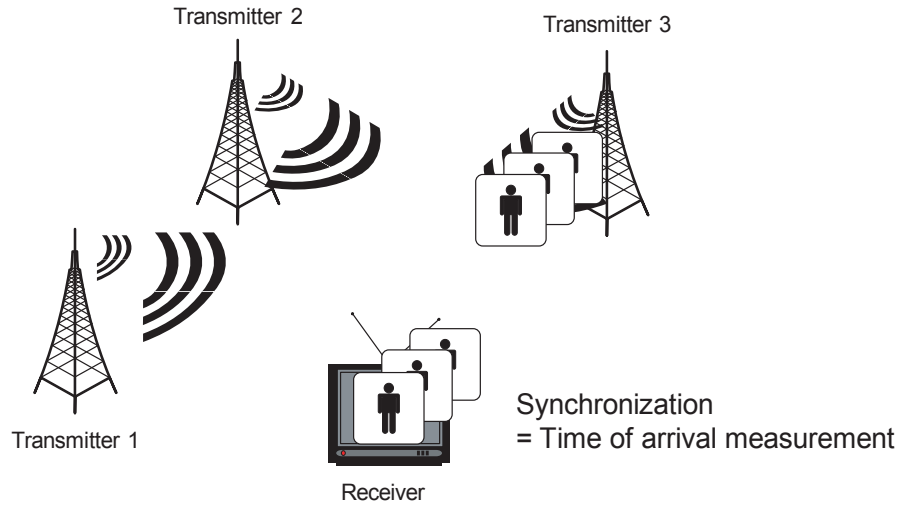 Transmitter 2
Transmitter 3
Transmitter 1
Synchronization
= Time of arrival measurement
Receiver